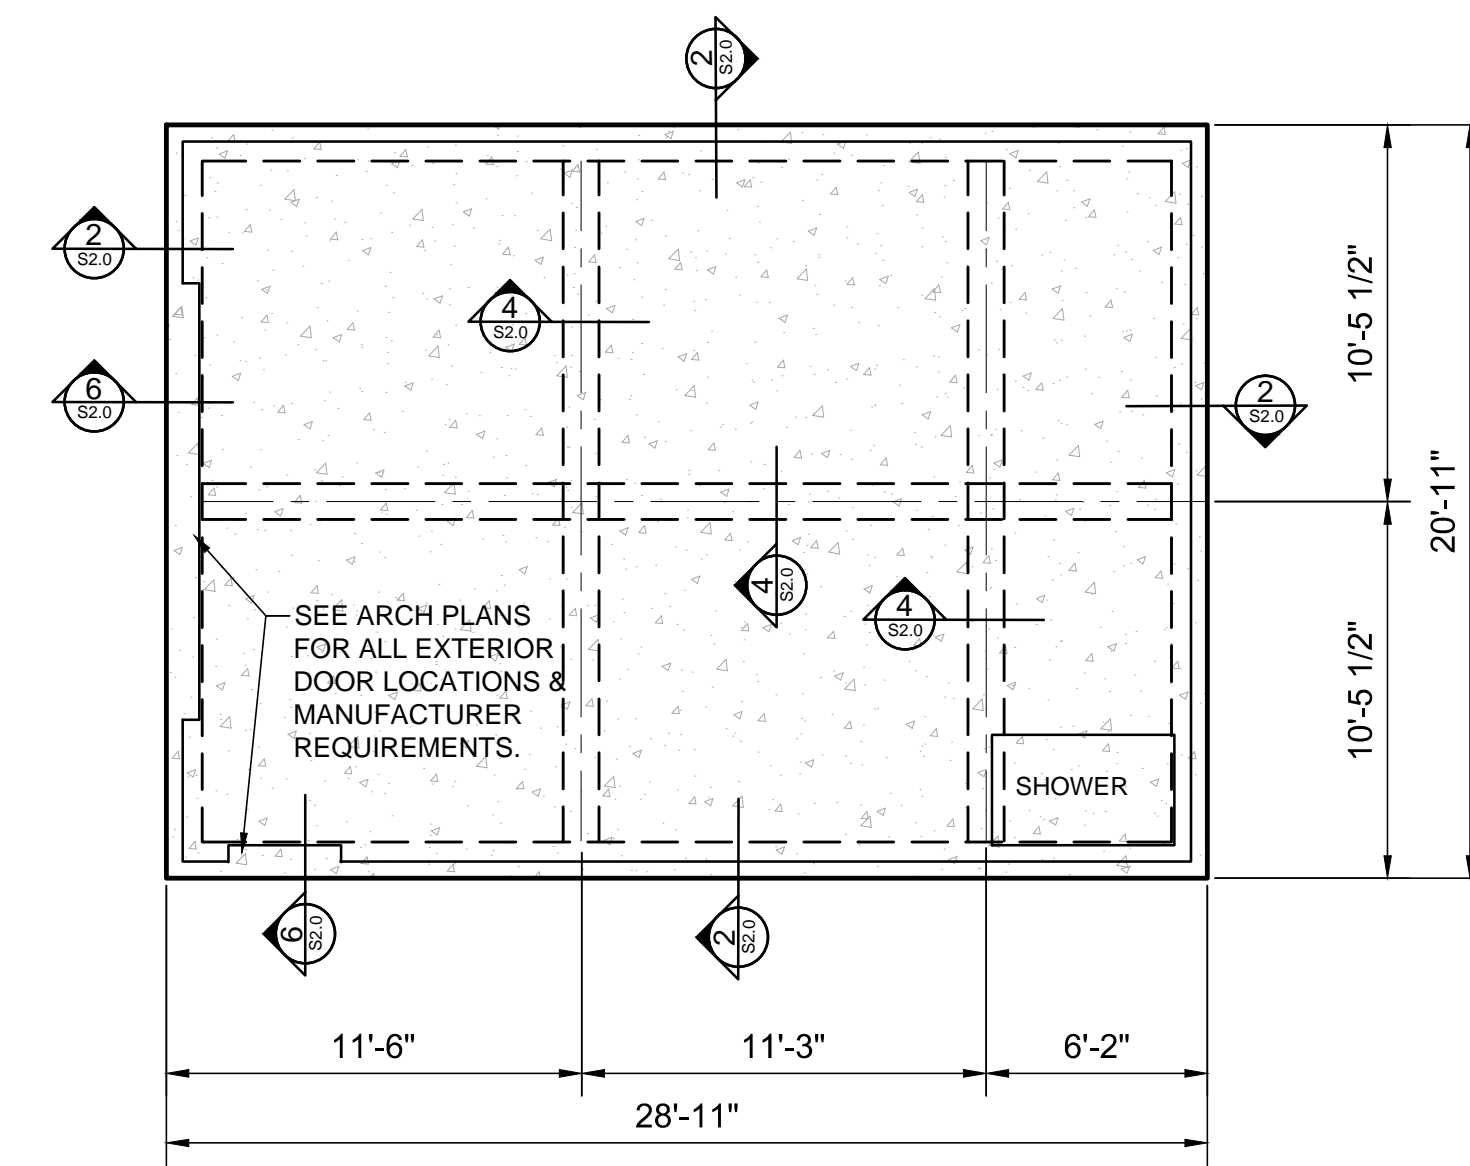 2
S2.0
2
S2.0
4
S2.0
6
S2.0
2
S2.0
10'-5 1/2"
20'-11"
4
S2.0
4
S2.0
10'-5 1/2"
SEE ARCH PLANS
FOR ALL EXTERIOR
DOOR LOCATIONS &
MANUFACTURER
REQUIREMENTS.
SHOWER
6
S2.0
2
S2.0
11'-6"
11'-3"
6'-2"
28'-11"